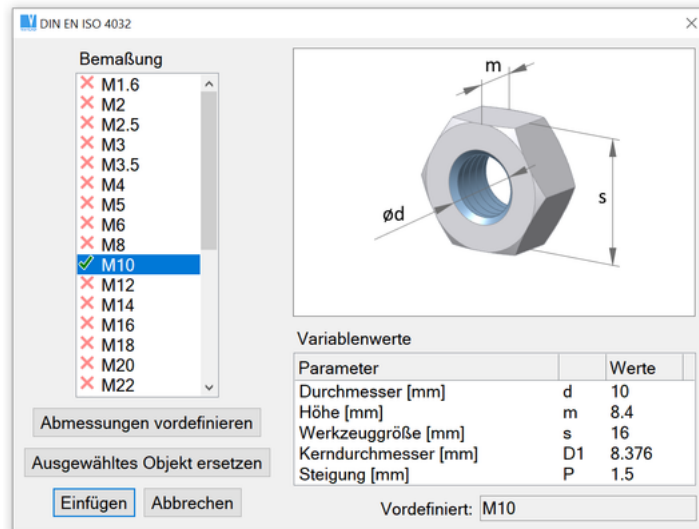 DIN EN ISO 4032
Bemaßung
M1.6
M2
M2.5
M3
M3.5
M4
M5
M6
M8
M10
M12
M14
M16
M18
M20
M22
Abmessungen vordefinieren
Ausgewähltes Objekt ersetzen
Einfügen Abbrechen
m
ød
s
Variablenwerte
Parameter Werte
Durchmesser [mm] d 10
Höhe [mm] m 8.4
Werkzeuggröße [mm] s 16
Kerndurchmesser [mm] D1 8.376
Steigung [mm] P 1.5
Vordefiniert: M10